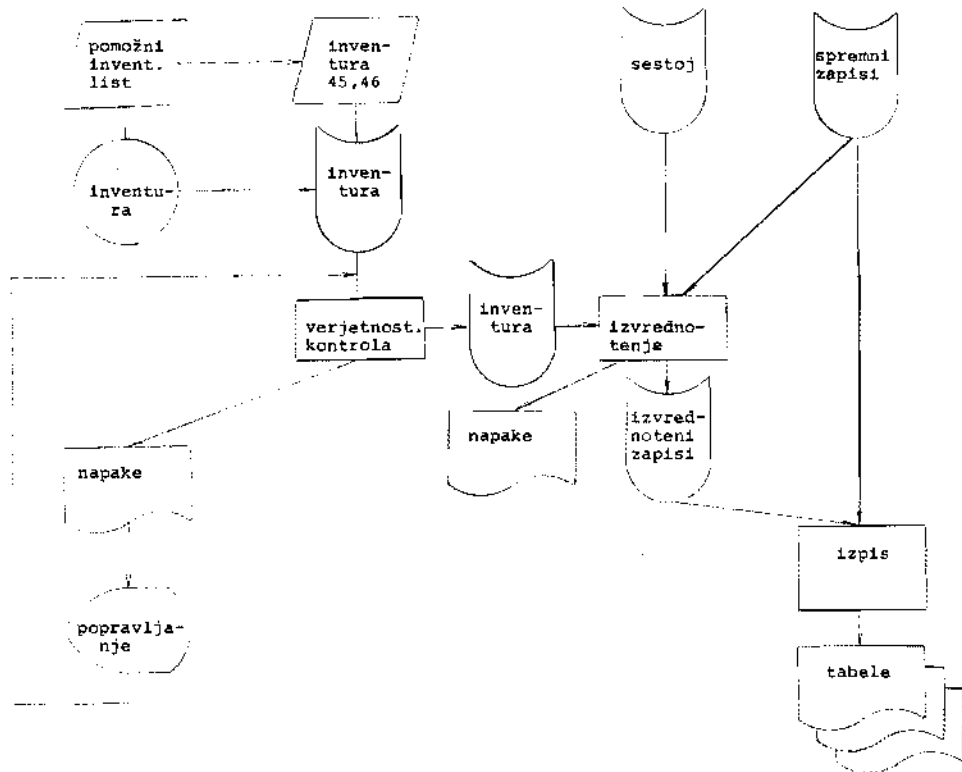 pomožni
invent.
list
inven-
tura
45,46
sestoj
spremni
zapisi
inventu-
ra
inven-
tura
verjetnost.
kontrola
inven-
tura
izvredno-
tenje
napake
napake
izvred-
noteni
zapisi
izpis
popravlja-
nje
tabele